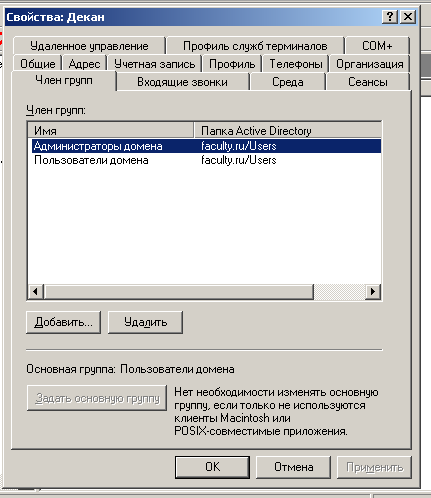 Свойства: Декан
Удаленное управление Профиль служб терминалов COM+
Общие Адрес Учетная запись Профиль Телефоны Организация
Член групп Входящие звонки Среда Сеансы
Член групп:
Имя Папка Active Directory
Администраторы домена faculty.ru/Users
Пользователи домена faculty.ru/Users
Добавить... Удалить
Основная группа: Пользователи домена
Задать основную группу
Нет необходимости изменять основную
группу, если только не используются
клиенты Macintosh или
POSIX-совместимые приложения.
OK Отмена Применить